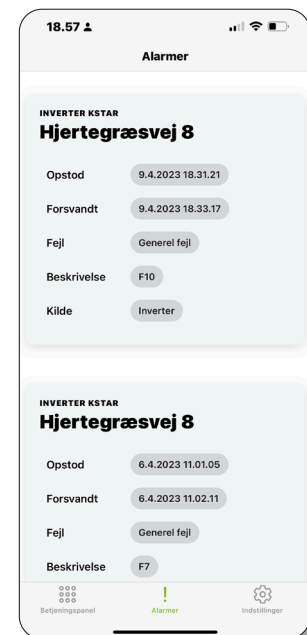 18.57
Alarmer
INVERTER KSTAR
Hjertegræsvej 8
Opstod 9.4.2023 18.31.21
Forsvandt 9.4.2023 18.33.17
Fejl Generel fejl
Beskrivelse F10
Kilde Inverter
INVERTER KSTAR
Hjertegræsvej 8
Opstod 6.4.2023 11.01.05
Forsvandt 6.4.2023 11.02.11
Fejl Generel fejl
Beskrivelse F7
Betjeningspanel Alarmer Indstillinger